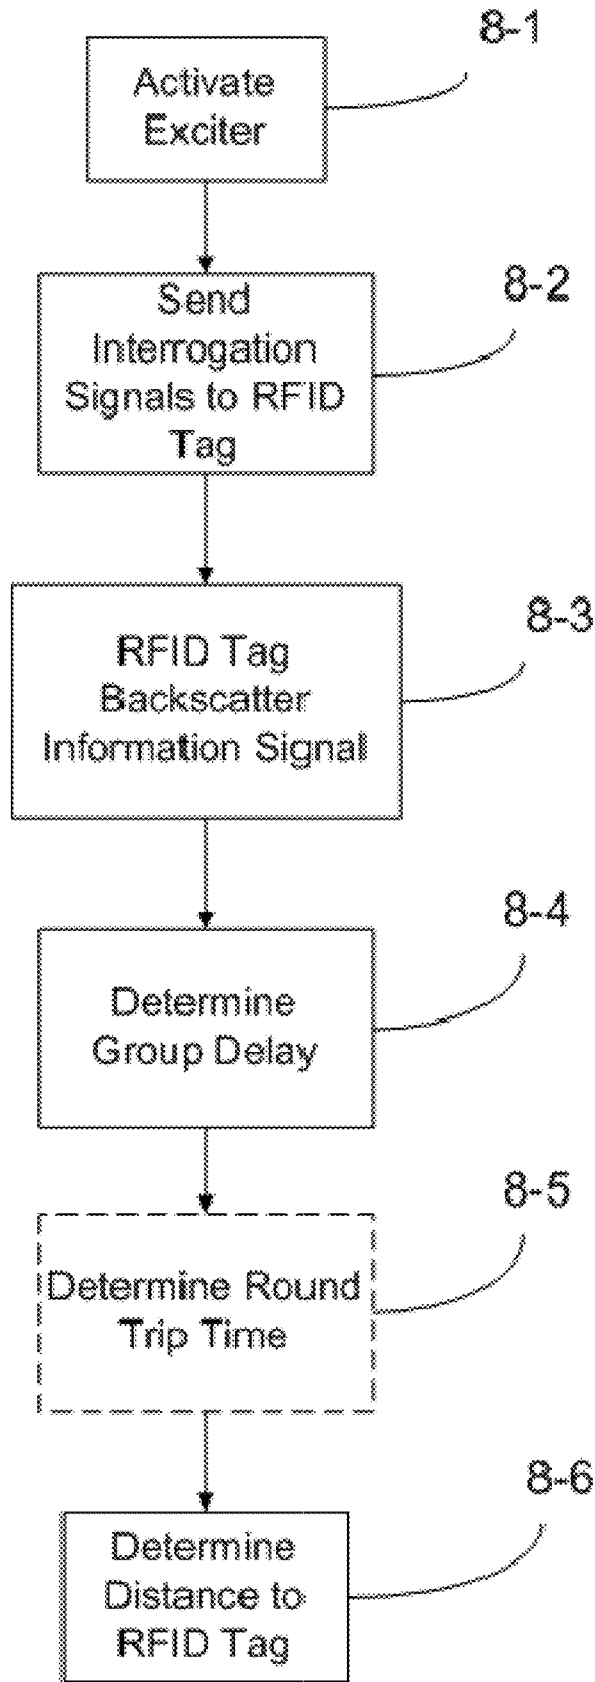 8-1
Activate
Exciter
8-2
Send
Interrogation
Signals to RFID
Tag
8-3
RFID Tag
Backscatter
Information Signal
8-4
Determine
Group Delay
8-5
Determine Round
Trip Time
8-6
Determine
Distance to
RFID Tag